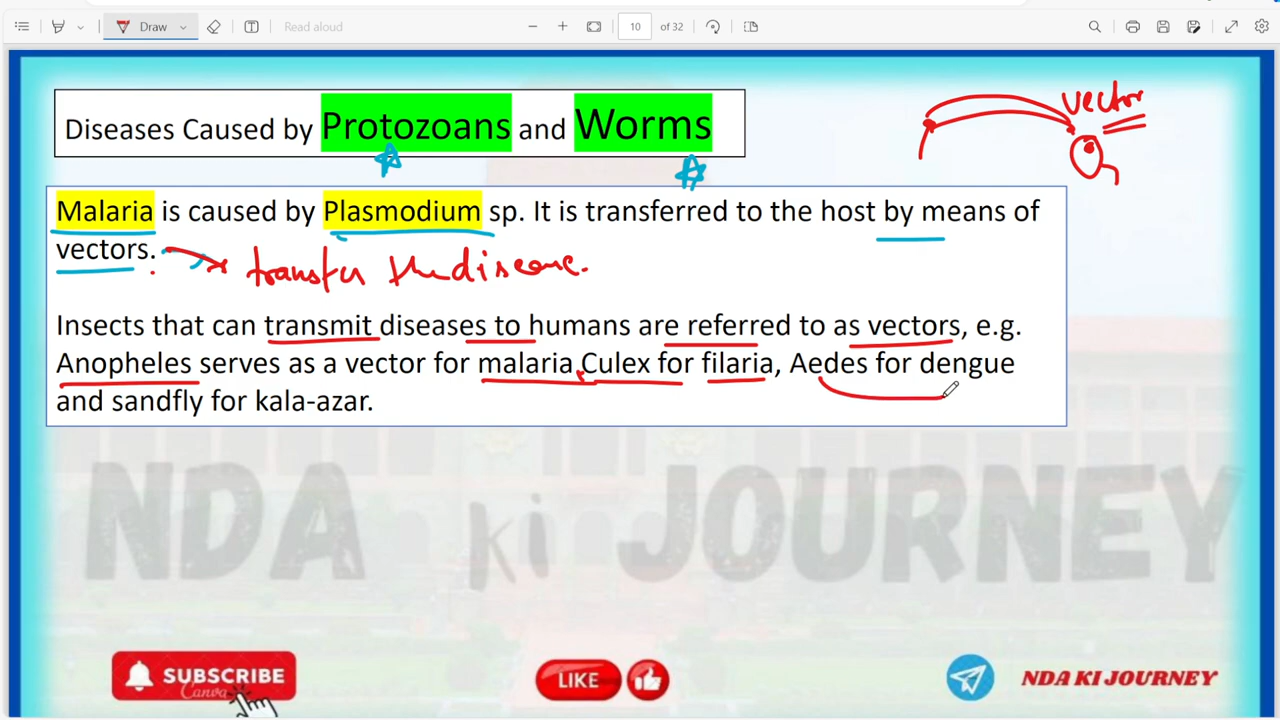 Draw
Read aloud
10 of 32
vector
Diseases Caused by Protozoans and Worms
Malaria is caused by Plasmodium sp. It is transferred to the host by means of
vectors.
transfer the disease.
Insects that can transmit diseases to humans are referred to as vectors, e.g.
Anopheles serves as a vector for malaria, Culex for filaria, Aedes for dengue
and sandfly for kala-azar.
NDA ki JOURNEY
SUBSCRIBE
Canva
LIKE
NDA KI JOURNEY